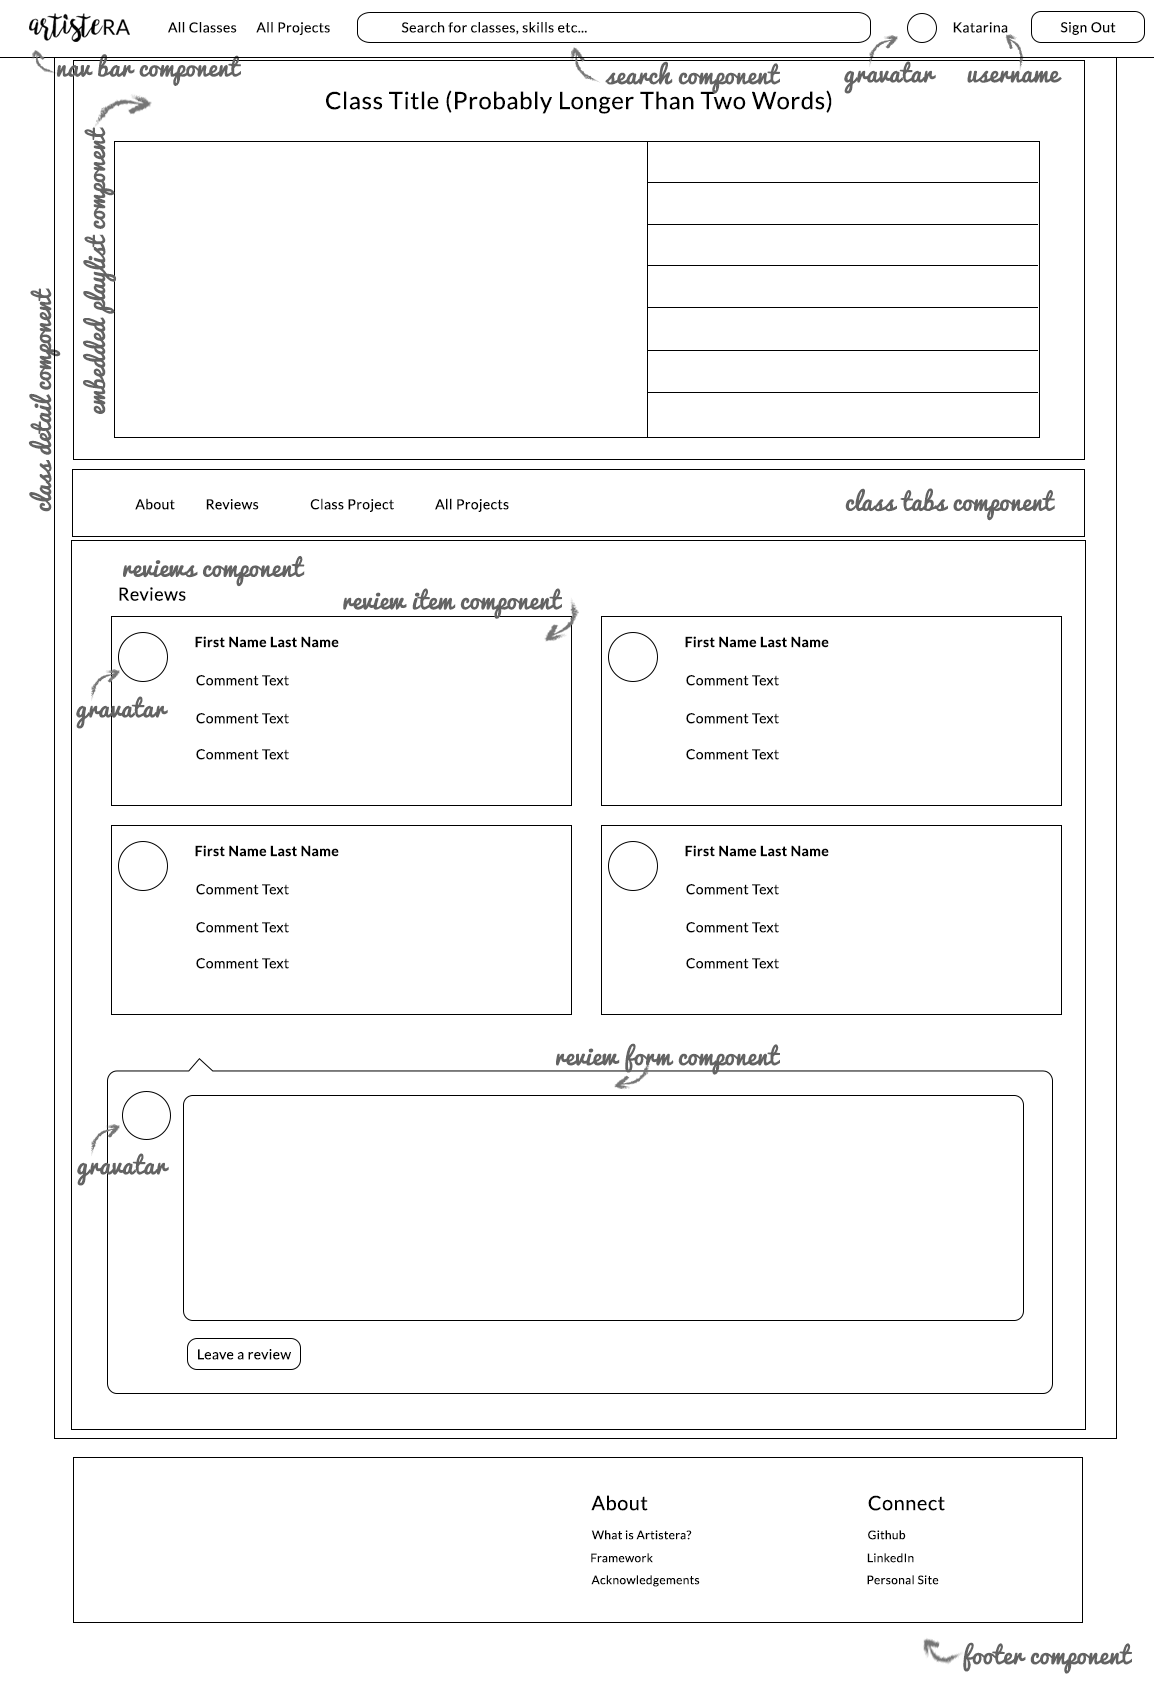 artisteRA All Classes All Projects Search for classes, skills etc... Katarina Sign Out
nav bar component
search component
gravatar
username
Class Title (Probably Longer Than Two Words)
embedded playlist component
class detail component
About Reviews Class Project All Projects
class tabs component
reviews component
Reviews
review item component
First Name Last Name
Comment Text
Comment Text
Comment Text
gravatar
First Name Last Name
Comment Text
Comment Text
Comment Text
First Name Last Name
Comment Text
Comment Text
Comment Text
First Name Last Name
Comment Text
Comment Text
Comment Text
review form component
gravatar
Leave a review
About
What is Artistera?
Framework
Acknowledgements
Connect
Github
LinkedIn
Personal Site
footer component